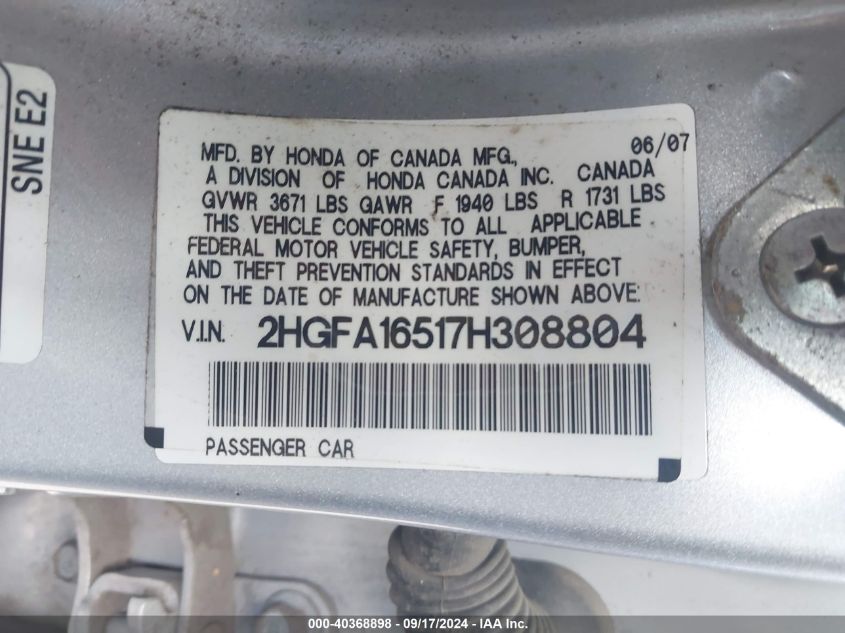 SNE E2
06/07
MFD. BY HONDA OF CANADA MFG.,
A DIVISION OF HONDA CANADA INC. CANADA
GVWR 3671 LBS GAWR F 1940 LBS R 1731 LBS
THIS VEHICLE CONFORMS TO ALL APPLICABLE
FEDERAL MOTOR VEHICLE SAFETY, BUMPER,
AND THEFT PREVENTION STANDARDS IN EFFECT
ON THE DATE OF MANUFACTURE SHOWN ABOVE:
V.I.N. 2HGFA16517H308804
PASSENGER CAR
000-40368898 - 09/17/2024 - IAA Inc.